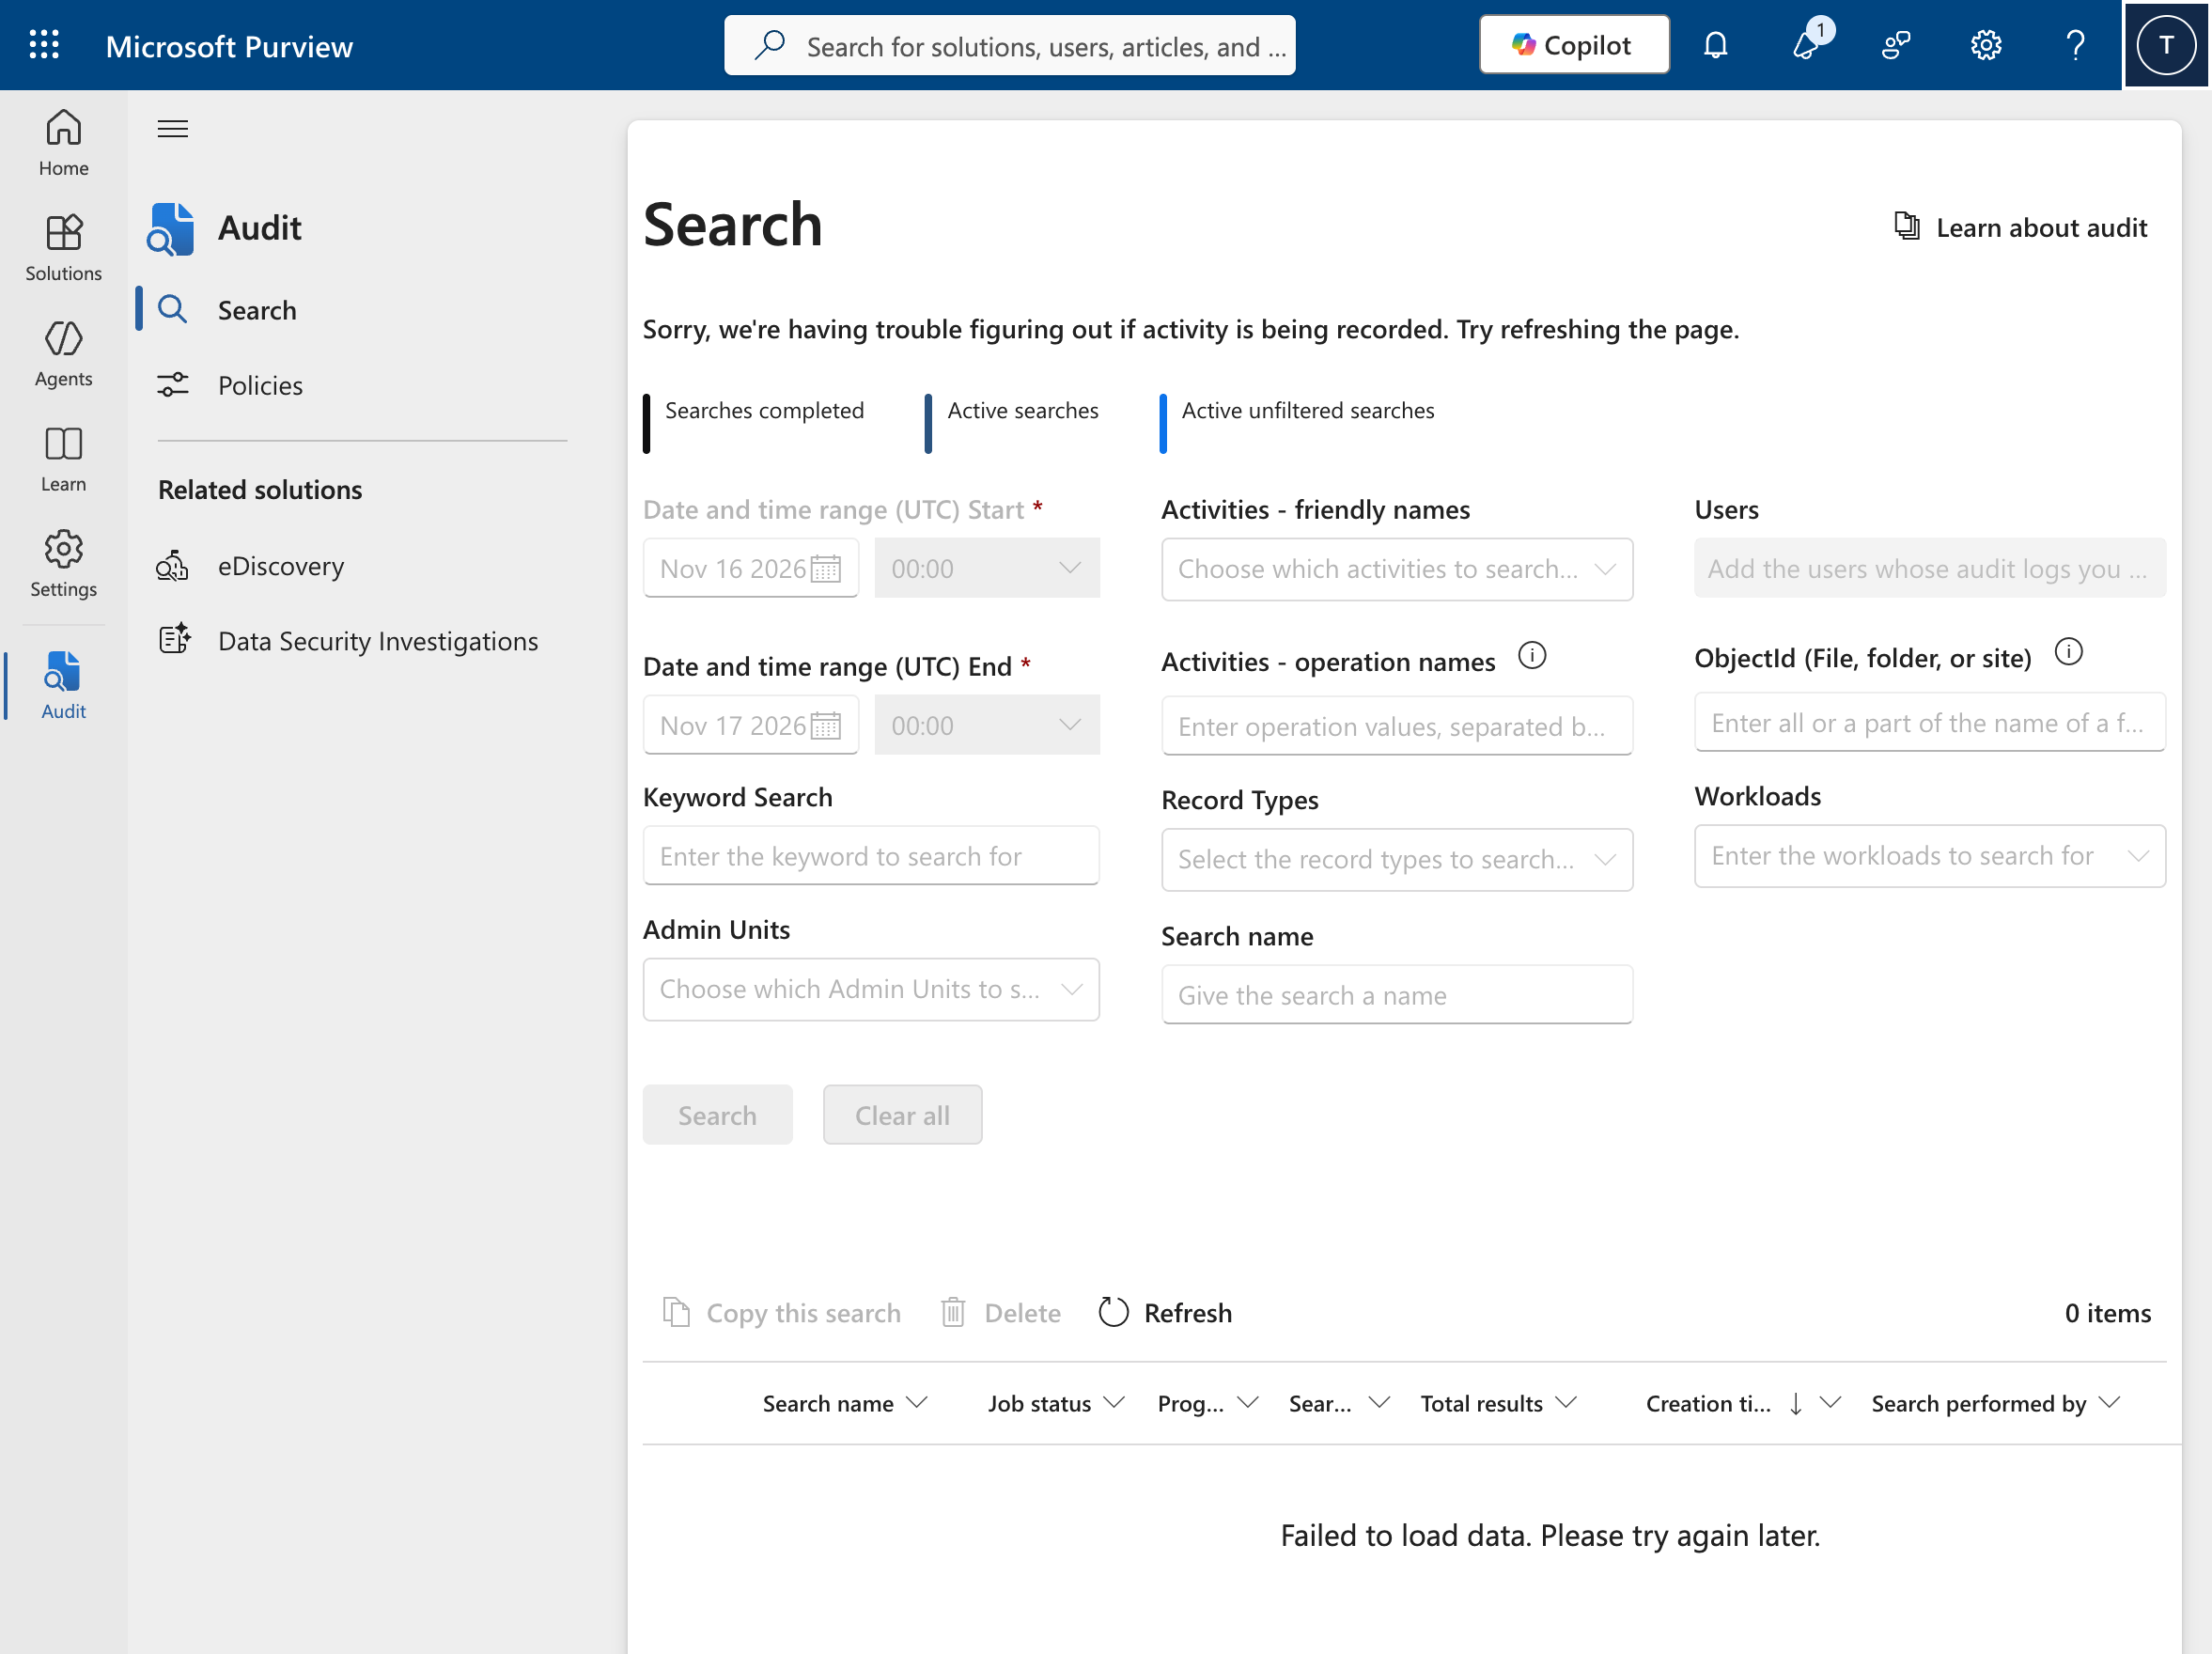 Microsoft Purview
Search for solutions, users, articles, and ...
Copilot
1
T
Home
Solutions
Agents
Learn
Settings
Audit
Audit
Search
Policies
Related solutions
eDiscovery
Data Security Investigations
Search
Learn about audit
Sorry, we're having trouble figuring out if activity is being recorded. Try refreshing the page.
Searches completed
Active searches
Active unfiltered searches
Date and time range (UTC) Start *
Nov 16 2026
00:00
Date and time range (UTC) End *
Nov 17 2026
00:00
Keyword Search
Enter the keyword to search for
Admin Units
Choose which Admin Units to s...
Activities - friendly names
Choose which activities to search...
Activities - operation names
Enter operation values, separated b...
Record Types
Select the record types to search...
Search name
Give the search a name
Users
Add the users whose audit logs you ...
ObjectId (File, folder, or site)
Enter all or a part of the name of a f...
Workloads
Enter the workloads to search for
Search
Clear all
Copy this search
Delete
Refresh
0 items
Search name
Job status
Prog...
Sear...
Total results
Creation ti...
Search performed by
Failed to load data. Please try again later.